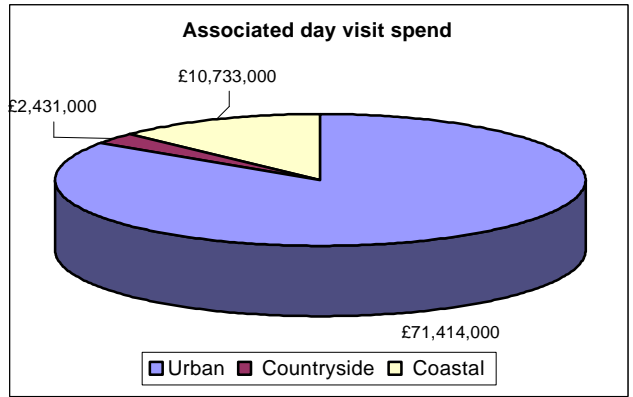 Associated day visit spend
£10,733,000
£2,431,000
£71,414,000
Urban Countryside Coastal